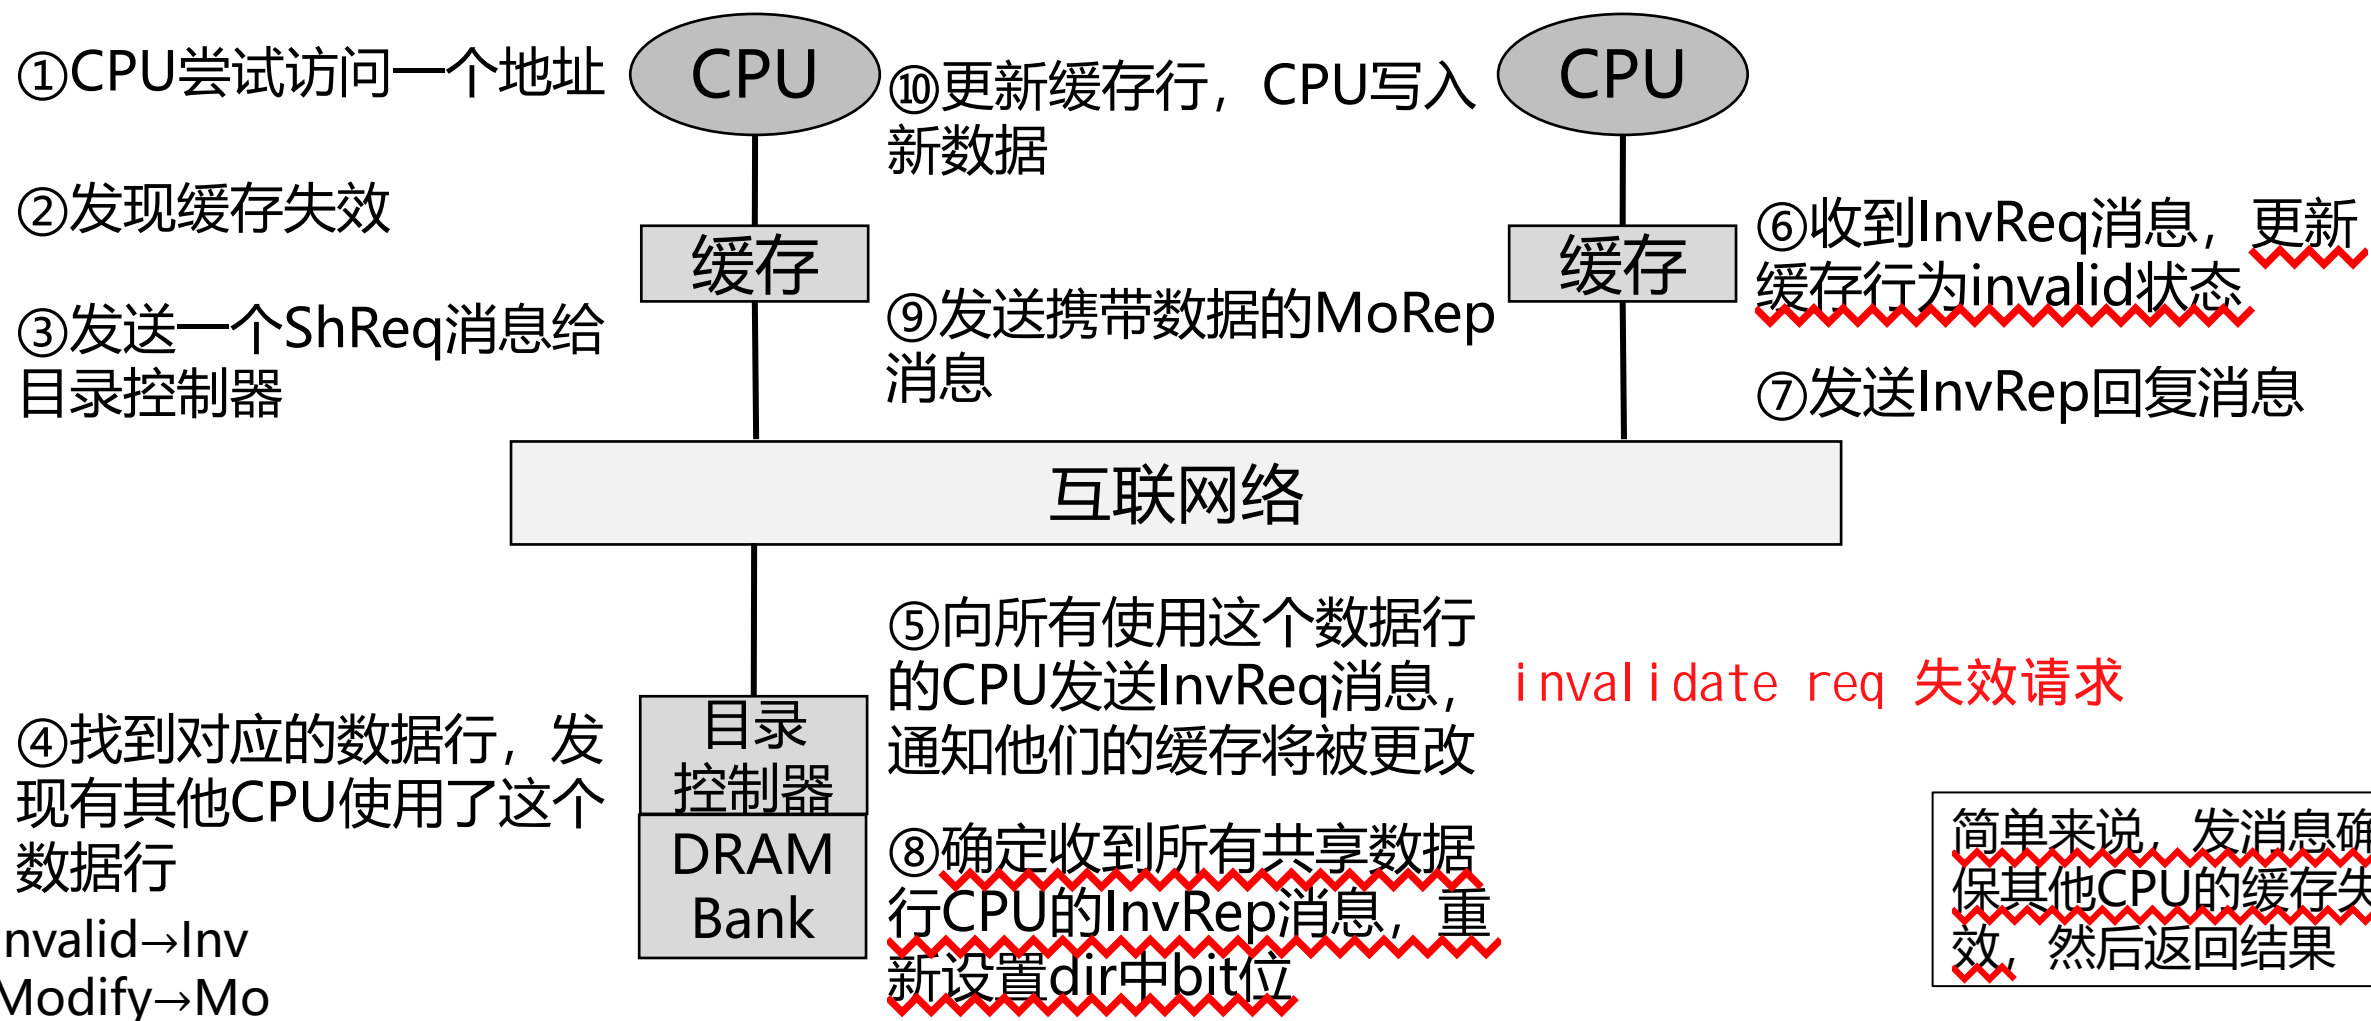 ①CPU尝试访问一个地址
②发现缓存失效
③发送一个ShReq消息给
目录控制器
CPU
缓存
⑩更新缓存行，CPU写入
新数据
⑨发送携带数据的MoRep
消息
CPU
缓存
⑥收到InvReq消息，更新
缓存行为invalid状态
⑦发送InvRep回复消息
互联网络
④找到对应的数据行，发
现有其他CPU使用了这个
数据行
nvalid→Inv
Modify→Mo
目录
控制器
DRAM
Bank
⑤向所有使用这个数据行
的CPU发送InvReq消息，
通知他们的缓存将被更改
invalidate req 失效请求
⑧确定收到所有共享数据
行CPU的InvRep消息，重
新设置dir中bit位
简单来说，发消息确
保其他CPU的缓存失
效，然后返回结果